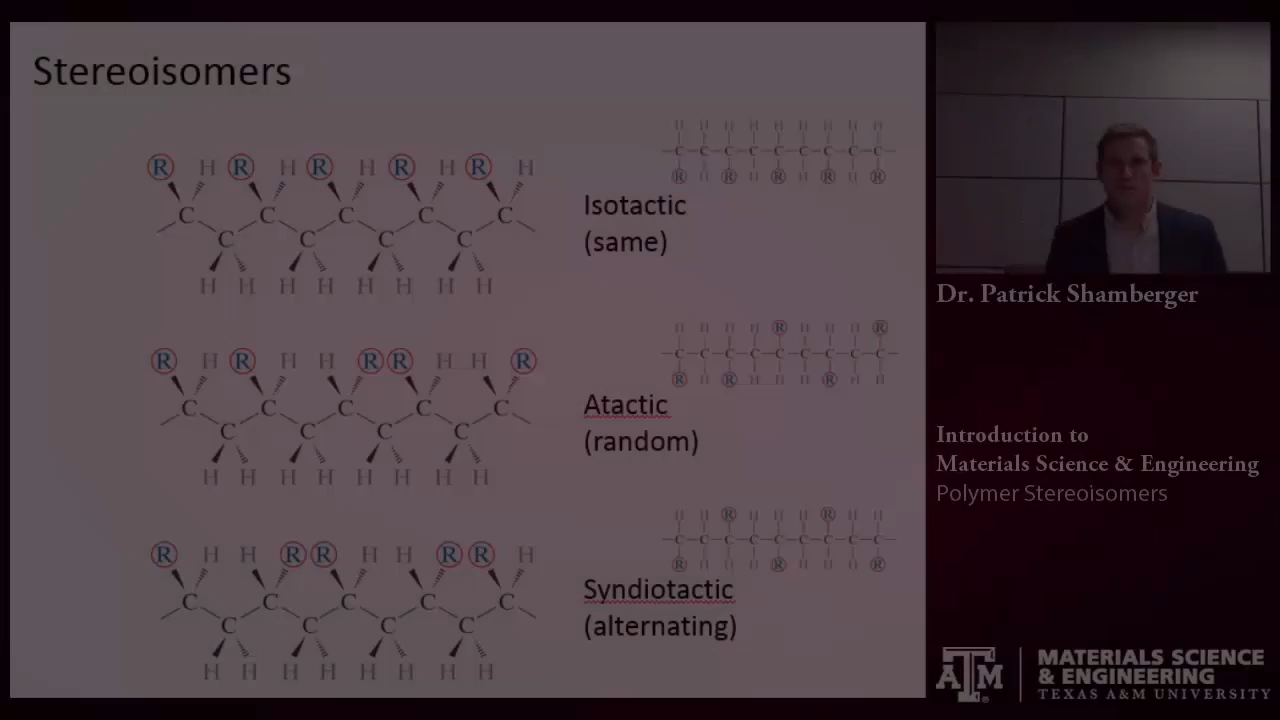 Stereoisomers
R H R H R H R H R H
C C C C C
C C C C
H H H H H H H H
H H H H H H H H H
C C C C C C C C C
R H R H R H R H R
Isotactic
(same)
R H R H H R R H H R
C C C C C
C C C C
H H H H H H H H
H H H H R H H H R
C C C C C C C C C
R H R H H H R H H
Atactic
(random)
R H H R R H H R R H
C C C C C
C C C C
H H H H H H H H
H H R H H H R H H
C C C C C C C C C
R H H H R H H H R
Syndiotactic
(alternating)
Dr. Patrick Shamberger
Introduction to
Materials Science & Engineering
Polymer Stereoisomers
ATM
MATERIALS SCIENCE
& ENGINEERING
TEXAS A&M UNIVERSITY